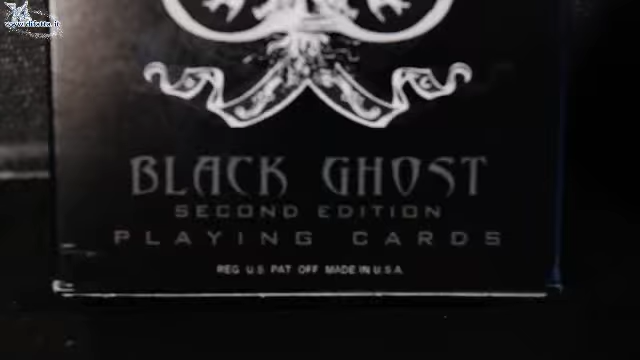 BLACK GHOST
SECOND EDITION
PLAYING CARDS
REG. U.S. PAT. OFF. MADE IN U.S.A.